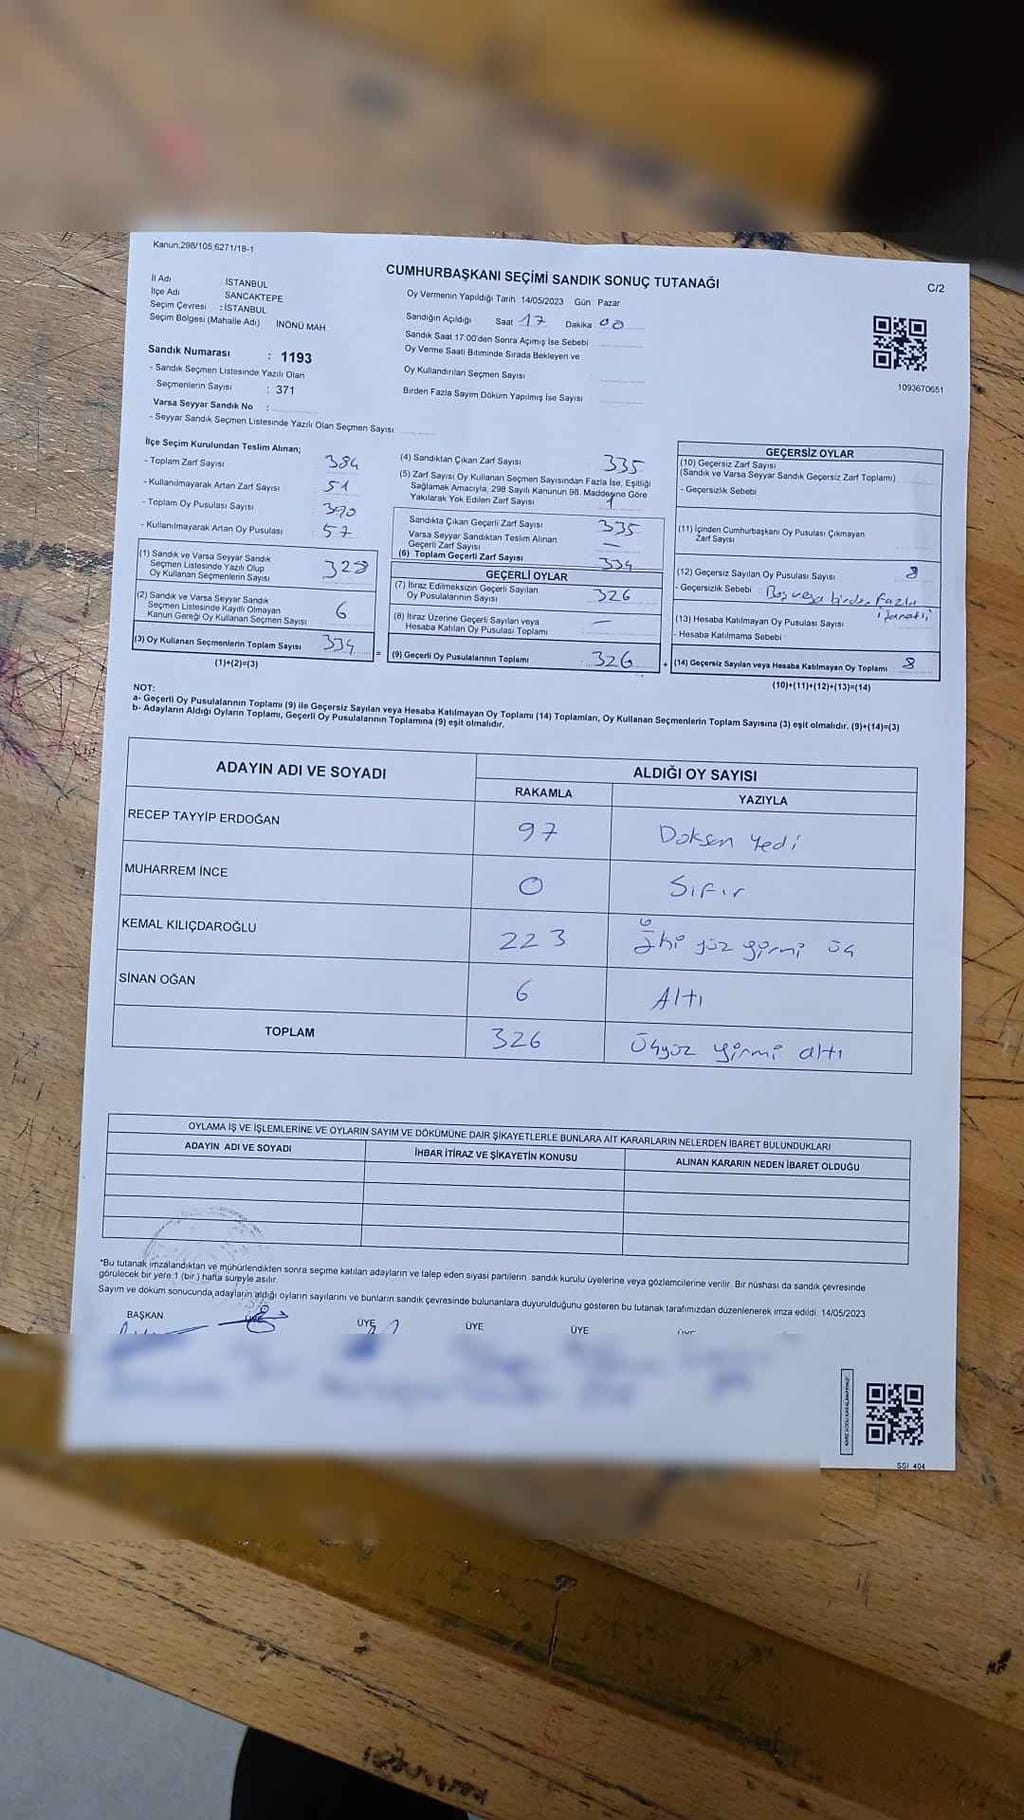 Kanun:298/105,6271/18-1
CUMHURBAŞKANI SEÇİMİ SANDIK SONUÇ TUTANAĞI
C/2
İl Adı İSTANBUL
İlçe Adı SANCAKTEPE
Seçim Çevresi : İSTANBUL
Seçim Bölgesi (Mahalle Adı) İNÖNÜ MAH
Sandık Numarası : 1193
- Sandık Seçmen Listesinde Yazılı Olan
Seçmenlerin Sayısı : 371
Varsa Seyyar Sandık No :
- Seyyar Sandık Seçmen Listesinde Yazılı Olan Seçmen Sayısı
Oy Vermenin Yapıldığı Tarih 14/05/2023 Gün Pazar
Sandığın Açıldığı Saat 17 Dakika 00
Sandık Saat 17:00'den Sonra Açımış İse Sebebi
Oy Verme Saati Bitiminde Sırada Bekleyen ve
Oy Kullandırılan Seçmen Sayısı
Birden Fazla Sayım Döküm Yapılmış İse Sayısı
1093670651
İlçe Seçim Kurulundan Teslim Alınan;
- Toplam Zarf Sayısı 384
- Kullanılmayarak Artan Zarf Sayısı 51
- Toplam Oy Pusulası Sayısı 390
- Kullanılmayarak Artan Oy Pusulası 57
(1) Sandık ve Varsa Seyyar Sandık
Seçmen Listesinde Yazılı Olup
Oy Kullanan Seçmenlerin Sayısı 328
(2) Sandık ve Varsa Seyyar Sandık
Seçmen Listesinde Kayıtlı Olmayan
Kanun Gereği Oy Kullanan Seçmen Sayısı 6
(3) Oy Kullanan Seçmenlerin Toplam Sayısı 334
(1)+(2)=(3)
(4) Sandıktan Çıkan Zarf Sayısı 335
(5) Zarf Sayısı Oy Kullanan Seçmen Sayısından Fazla İse, Eşitliği
Sağlamak Amacıyla; 298 Sayılı Kanunun 98. Maddesine Göre
Yakılarak Yok Edilen Zarf Sayısı 1
Sandıkta Çıkan Geçerli Zarf Sayısı 335
Varsa Seyyar Sandıktan Teslim Alınan
Geçerli Zarf Sayısı –
(6) Toplam Geçerli Zarf Sayısı 334
GEÇERLİ OYLAR
(7) İtiraz Edilmeksizin Geçerli Sayılan
Oy Pusulalarının Sayısı 326
(8) İtiraz Üzerine Geçerli Sayılan veya
Hesaba Katılan Oy Pusulası Toplamı –
= (9) Geçerli Oy Pusulalarının Toplamı 326
GEÇERSİZ OYLAR
(10) Geçersiz Zarf Sayısı
(Sandık ve Varsa Seyyar Sandık Geçersiz Zarf Toplamı)
- Geçersizlik Sebebi
(11) İçinden Cumhurbaşkanı Oy Pusulası Çıkmayan
Zarf Sayısı
(12) Geçersiz Sayılan Oy Pusulası Sayısı 8
- Geçersizlik Sebebi Boş veya birden fazla
işaretli
(13) Hesaba Katılmayan Oy Pusulası Sayısı
- Hesaba Katılmama Sebebi
+ (14) Geçersiz Sayılan veya Hesaba Katılmayan Oy Toplamı 8
(10)+(11)+(12)+(13)=(14)
NOT:
a- Geçerli Oy Pusulalarının Toplamı (9) ile Geçersiz Sayılan veya Hesaba Katılmayan Oy Toplamı (14) Toplamları, Oy Kullanan Seçmenlerin Toplam Sayısına (3) eşit olmalıdır. (9)+(14)=(3)
b- Adayların Aldığı Oyların Toplamı, Geçerli Oy Pusulalarının Toplamına (9) eşit olmalıdır.
ADAYIN ADI VE SOYADI ALDIĞI OY SAYISI
RAKAMLA YAZIYLA
RECEP TAYYİP ERDOĞAN 97 Doksan Yedi
MUHARREM İNCE 0 Sıfır
KEMAL KILIÇDAROĞLU 223 İki yüz yirmi üç
SİNAN OĞAN 6 Altı
TOPLAM 326 Üçyüz yirmi altı
OYLAMA İŞ VE İŞLEMLERİNE VE OYLARIN SAYIM VE DÖKÜMÜNE DAİR ŞİKAYETLERLE BUNLARA AİT KARARLARIN NELERDEN İBARET BULUNDUKLARI
ADAYIN ADI VE SOYADI İHBAR İTİRAZ VE ŞİKAYETİN KONUSU ALINAN KARARIN NEDEN İBARET OLDUĞU
*Bu tutanak imzalandıktan ve mühürlendikten sonra seçime katılan adayların ve talep eden siyasi partilerin sandık kurulu üyelerine veya gözlemcilerine verilir. Bir nüshası da sandık çevresinde
görülecek bir yere 1 (bir) hafta süreyle asılır.
Sayım ve döküm sonucunda adayların aldığı oyların sayılarını ve bunların sandık çevresinde bulunanlara duyurulduğunu gösteren bu tutanak tarafımızdan düzenlenerek imza edildi. 14/05/2023
BAŞKAN ÜYE ÜYE ÜYE ÜYE ÜYE
SSI 404